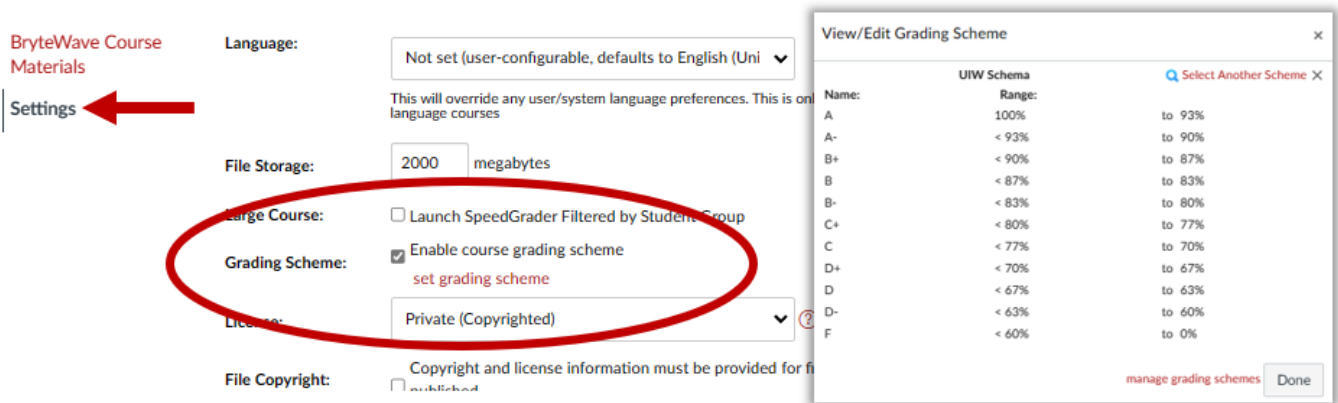 BryteWave Course
Materials
Settings
Language:
Not set (user-configurable, defaults to English (Uni
This will override any user/system language preferences. This is onl
language courses
File Storage:
2000 megabytes
Large Course:
Launch SpeedGrader Filtered by Student Group
Grading Scheme:
Enable course grading scheme
set grading scheme
License:
Private (Copyrighted)
?
File Copyright:
Copyright and license information must be provided for fi
published
View/Edit Grading Scheme ×
UIW Schema Select Another Scheme ×
Name: Range:
A 100% to 93%
A- < 93% to 90%
B+ < 90% to 87%
B < 87% to 83%
B- < 83% to 80%
C+ < 80% to 77%
C < 77% to 70%
D+ < 70% to 67%
D < 67% to 63%
D- < 63% to 60%
F < 60% to 0%
manage grading schemes Done